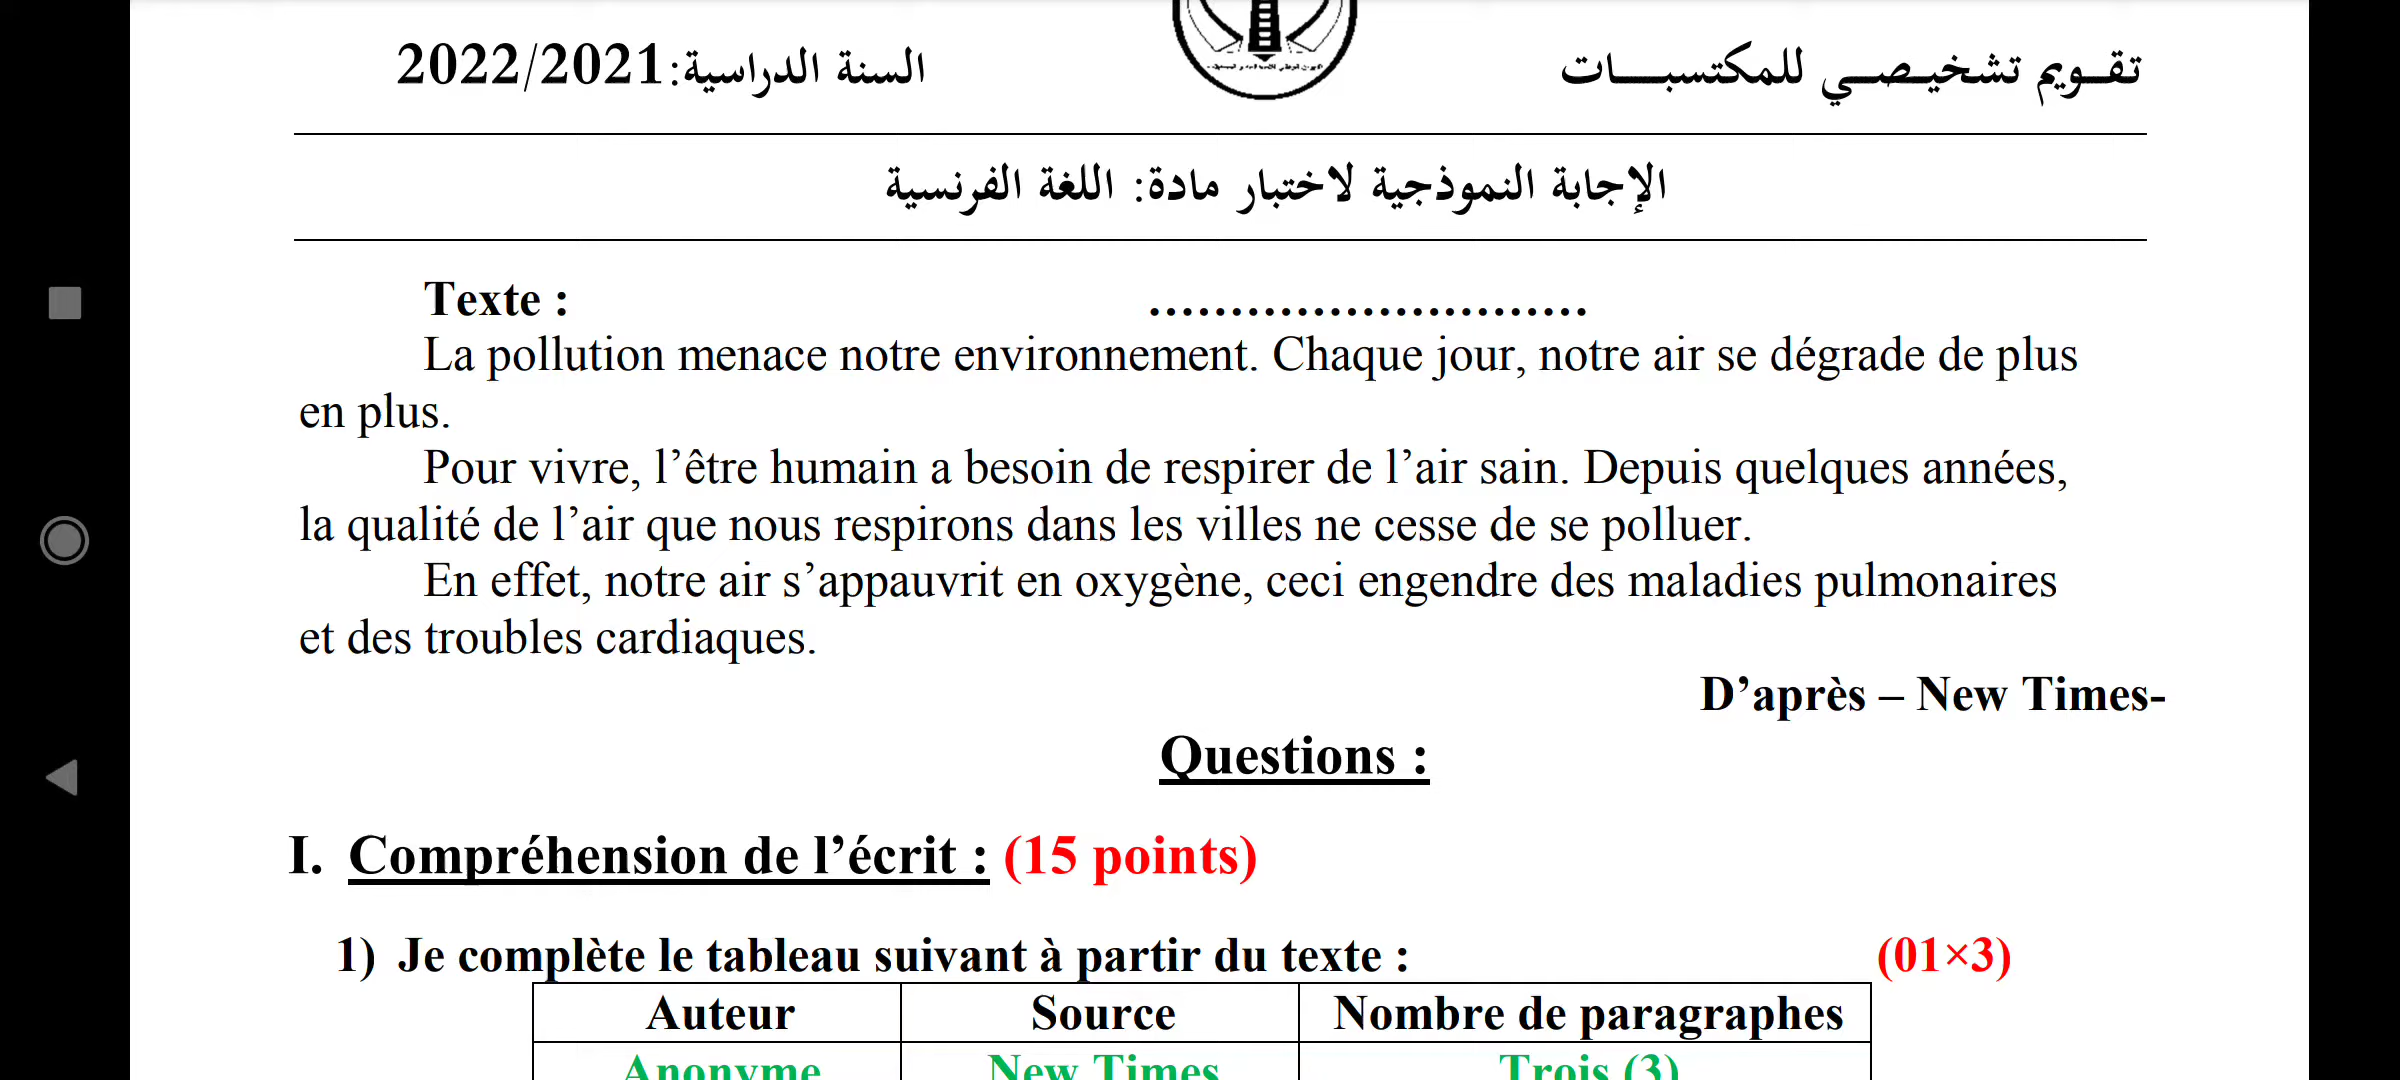 تقويم تشخيصي للمكتسبات
السنة الدراسية:2022/2021
الإجابة النموذجية لاختبار مادة: اللغة الفرنسية
Texte : ...........................
La pollution menace notre environnement. Chaque jour, notre air se dégrade de plus
en plus.
Pour vivre, l’être humain a besoin de respirer de l’air sain. Depuis quelques années,
la qualité de l’air que nous respirons dans les villes ne cesse de se polluer.
En effet, notre air s’appauvrit en oxygène, ceci engendre des maladies pulmonaires
et des troubles cardiaques.
D’après – New Times-
Questions :
I. Compréhension de l’écrit : (15 points)
1) Je complète le tableau suivant à partir du texte : (01×3)
Auteur Source Nombre de paragraphes
Anonyme New Times Trois (3)